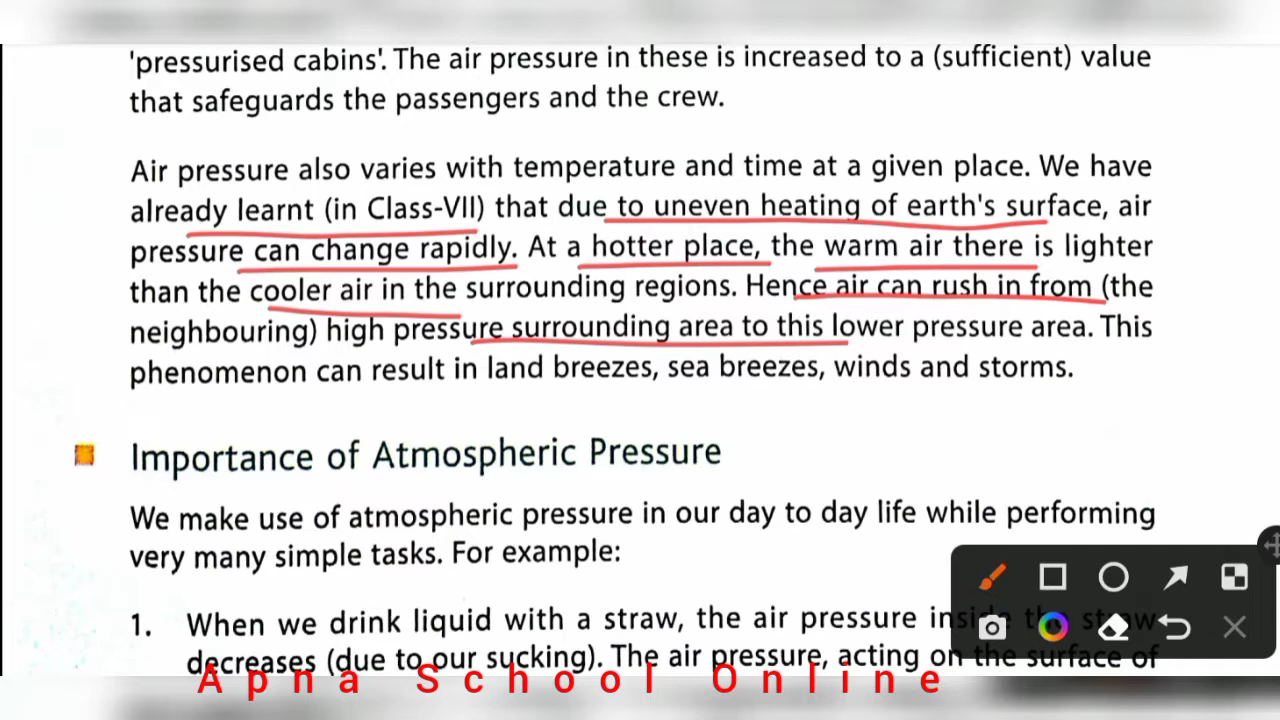 'pressurised cabins'. The air pressure in these is increased to a (sufficient) value
that safeguards the passengers and the crew.
Air pressure also varies with temperature and time at a given place. We have
already learnt (in Class-VII) that due to uneven heating of earth's surface, air
pressure can change rapidly. At a hotter place, the warm air there is lighter
than the cooler air in the surrounding regions. Hence air can rush in from (the
neighbouring) high pressure surrounding area to this lower pressure area. This
phenomenon can result in land breezes, sea breezes, winds and storms.
Importance of Atmospheric Pressure
We make use of atmospheric pressure in our day to day life while performing
very many simple tasks. For example:
1. When we drink liquid with a straw, the air pressure inside the straw
decreases (due to our sucking). The air pressure, acting on the surface of
Apna School Online